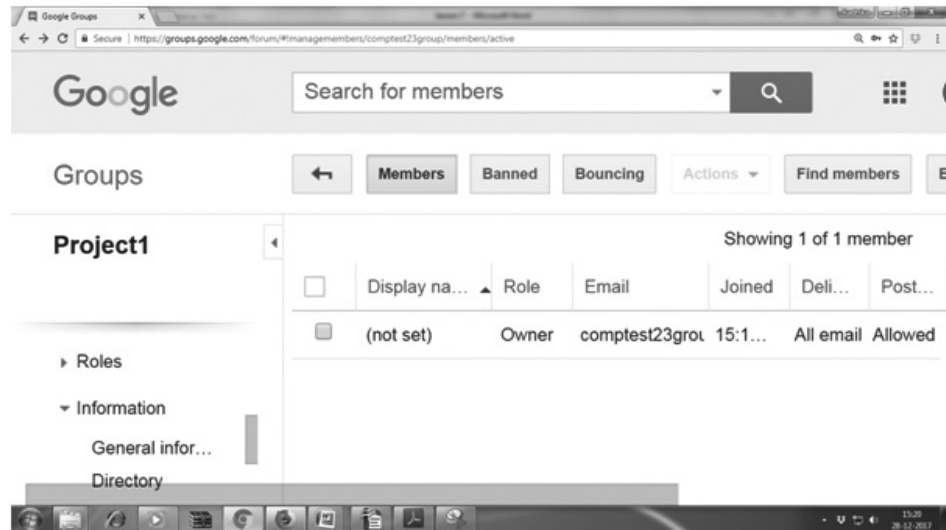 Google Groups
Secure | https://groups.google.com/forum/#!managemembers/comptest23group/members/active
Google
Search for members
Groups
Members
Banned
Bouncing
Actions
Find members
Project1
Showing 1 of 1 member
Display na... Role Email Joined Deli... Post...
(not set) Owner comptest23grou 15:1... All email Allowed
Roles
Information
General infor...
Directory
15:20
28-12-2017